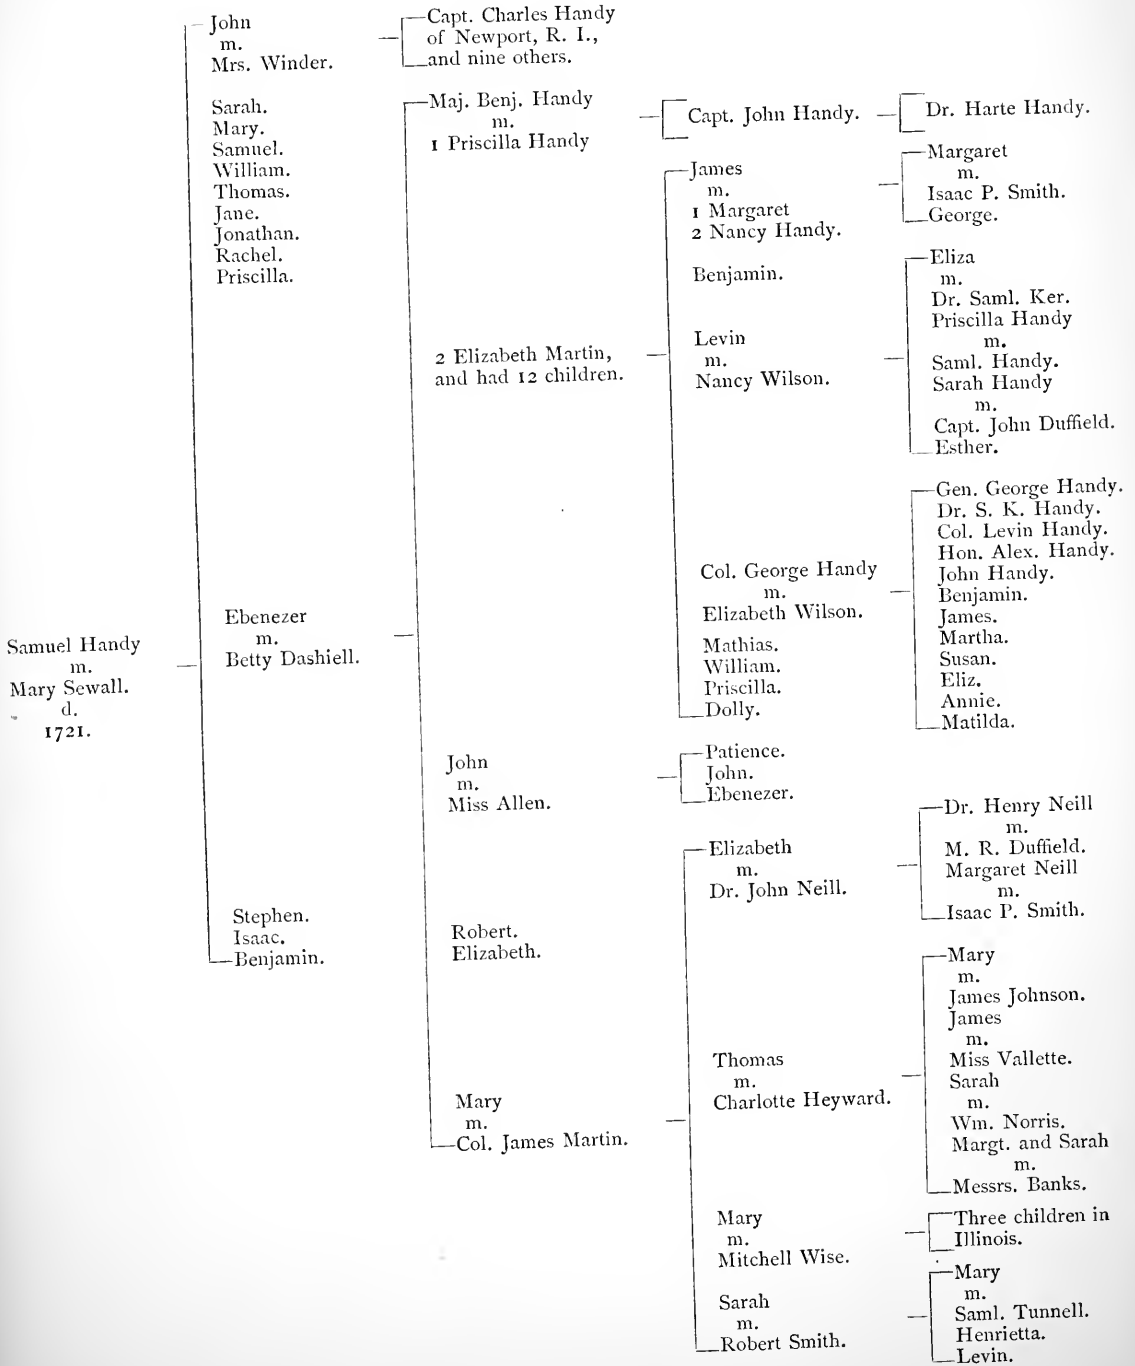 Samuel Handy
m.
Mary Sewall.
d.
1721.
John
m.
Mrs. Winder.
Sarah.
Mary.
Samuel.
William.
Thomas.
Jane.
Jonathan.
Rachel.
Priscilla.
Ebenezer
m.
Betty Dashiell.
Stephen.
Isaac.
Benjamin.
Capt. Charles Handy
of Newport, R. I.,
and nine others.
Maj. Benj. Handy
m.
1 Priscilla Handy
2 Elizabeth Martin,
and had 12 children.
John
m.
Miss Allen.
Robert.
Elizabeth.
Mary
m.
Col. James Martin.
Capt. John Handy.
James
m.
1 Margaret
2 Nancy Handy.
Benjamin.
Levin
m.
Nancy Wilson.
Col. George Handy
m.
Elizabeth Wilson.
Mathias.
William.
Priscilla.
Dolly.
Patience.
John.
Ebenezer.
Elizabeth
m.
Dr. John Neill.
Thomas
m.
Charlotte Heyward.
Mary
m.
Mitchell Wise.
Sarah
m.
Robert Smith.
Dr. Harte Handy.
Margaret
m.
Isaac P. Smith.
George.
Eliza
m.
Dr. Saml. Ker.
Priscilla Handy
m.
Saml. Handy.
Sarah Handy
m.
Capt. John Duffield.
Esther.
Gen. George Handy.
Dr. S. K. Handy.
Col. Levin Handy.
Hon. Alex. Handy.
John Handy.
Benjamin.
James.
Martha.
Susan.
Eliz.
Annie.
Matilda.
Dr. Henry Neill
m.
M. R. Duffield.
Margaret Neill
m.
Isaac P. Smith.
Mary
m.
James Johnson.
James
m.
Miss Vallette.
Sarah
m.
Wm. Norris.
Margt. and Sarah
m.
Messrs. Banks.
Three children in
Illinois.
Mary
m.
Saml. Tunnell.
Henrietta.
Levin.